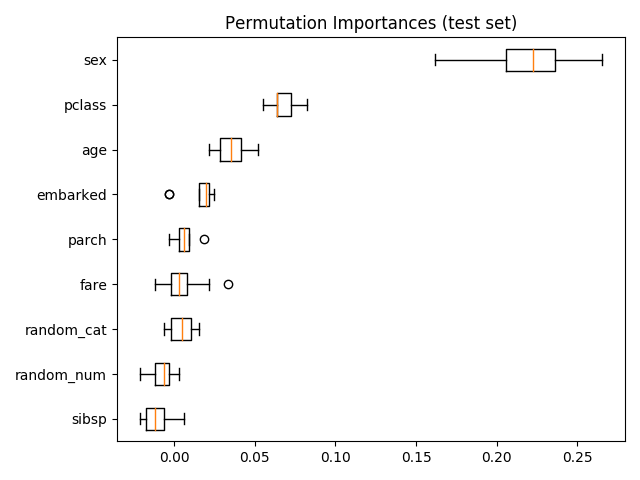 Permutation Importances (test set)
sex
pclass
age
embarked
parch
fare
random_cat
random_num
sibsp
0.00 0.05 0.10 0.15 0.20 0.25